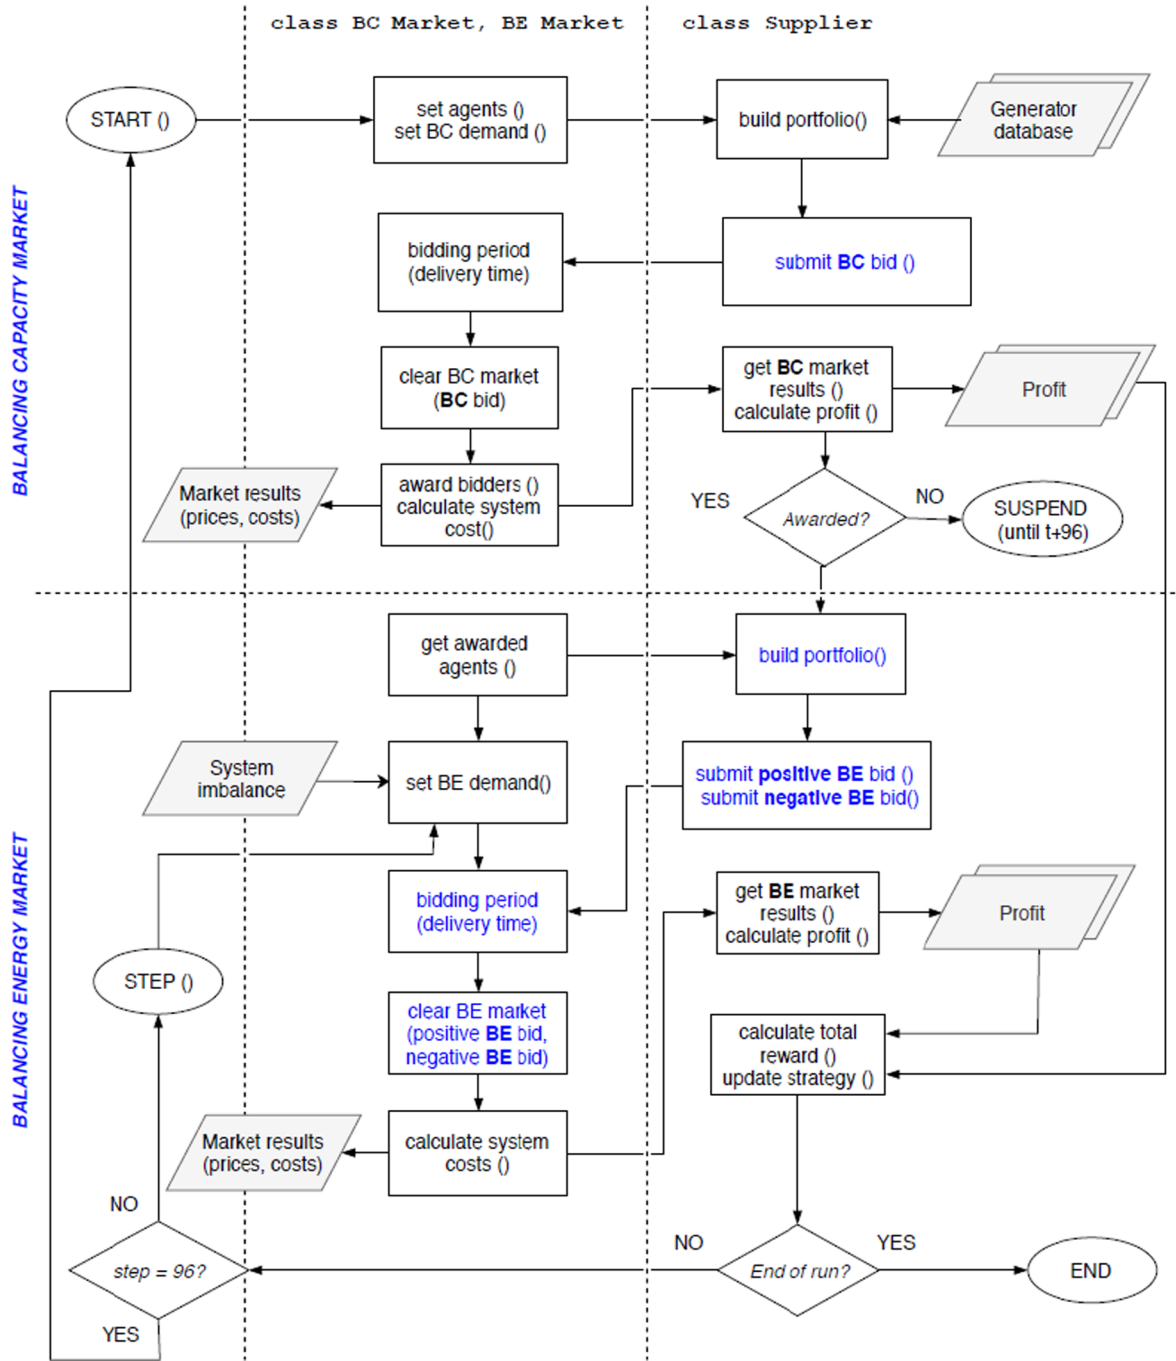 class BC Market, BE Market
class Supplier
BALANCING CAPACITY MARKET
START ()
set agents ()
set BC demand ()
build portfolio()
Generator
database
bidding period
(delivery time)
submit BC bid ()
clear BC market
(BC bid)
get BC market
results ()
calculate profit ()
Profit
Market results
(prices, costs)
award bidders ()
calculate system
cost()
YES
Awarded?
NO
SUSPEND
(until t+96)
BALANCING ENERGY MARKET
get awarded
agents ()
build portfolio()
System
imbalance
set BE demand()
submit positive BE bid ()
submit negative BE bid()
bidding period
(delivery time)
get BE market
results ()
calculate profit ()
Profit
STEP ()
clear BE market
(positive BE bid,
negative BE bid)
calculate total
reward ()
update strategy ()
Market results
(prices, costs)
calculate system
costs ()
NO
step = 96?
YES
NO
End of run?
YES
END